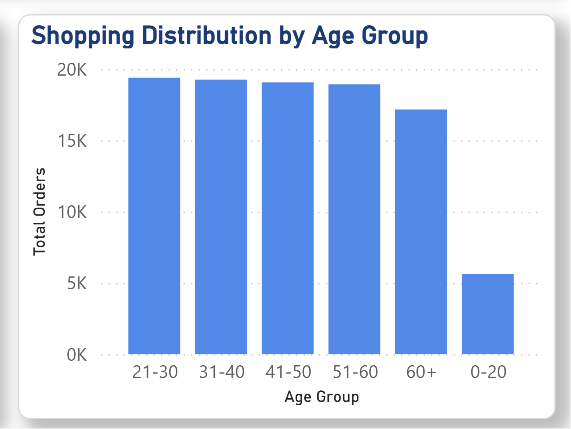 Shopping Distribution by Age Group
20K
15K
10K
5K
0K
Total Orders
21-30 31-40 41-50 51-60 60+ 0-20
Age Group